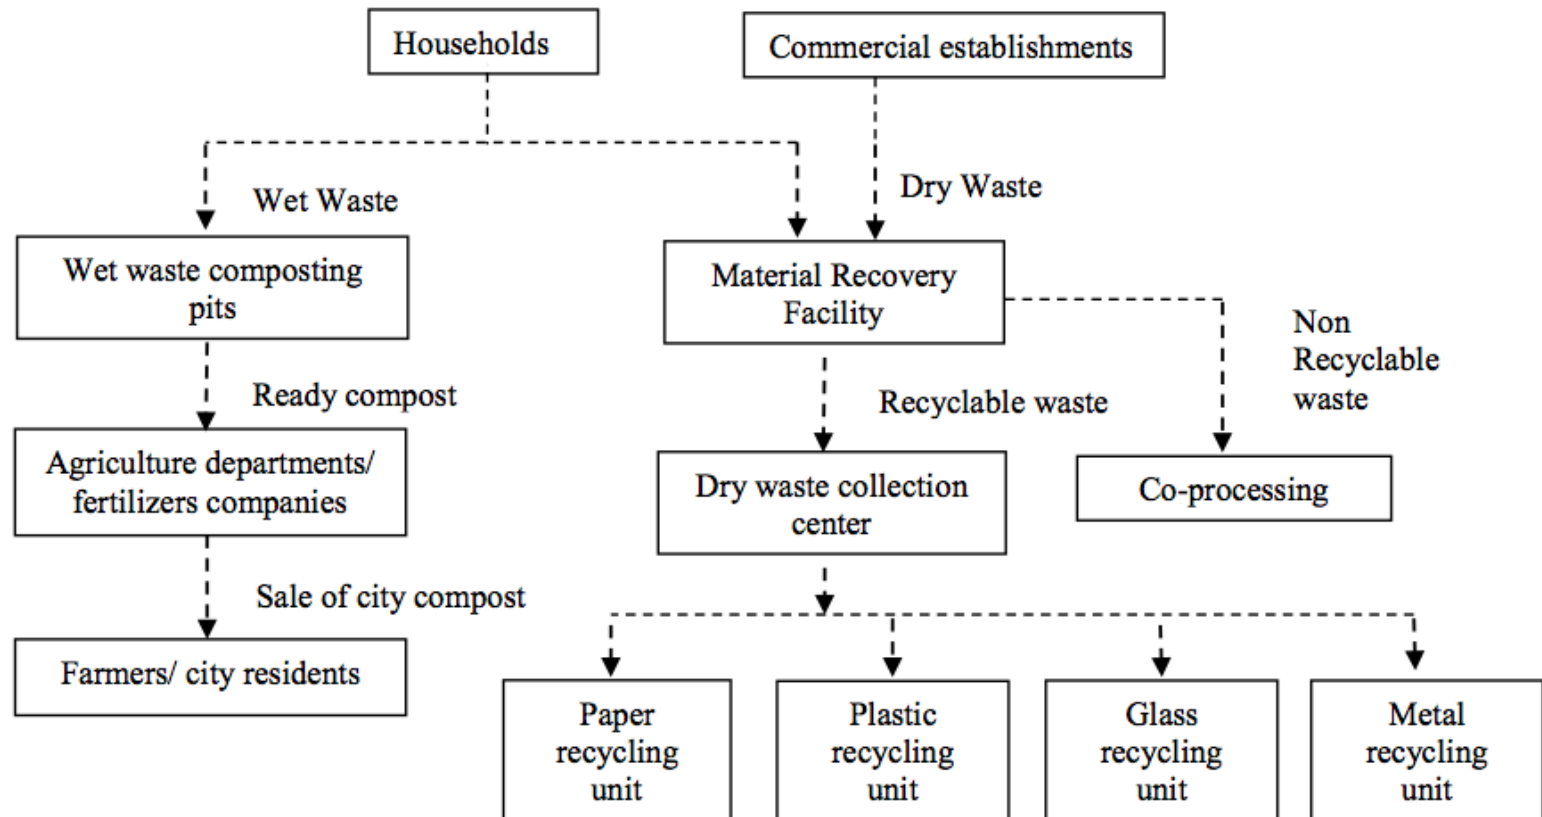 Households
Commercial establishments
Wet Waste
Dry Waste
Wet waste composting
pits
Material Recovery
Facility
Non
Recyclable
waste
Ready compost
Recyclable waste
Agriculture departments/
fertilizers companies
Dry waste collection
center
Co-processing
Sale of city compost
Farmers/ city residents
Paper
recycling
unit
Plastic
recycling
unit
Glass
recycling
unit
Metal
recycling
unit